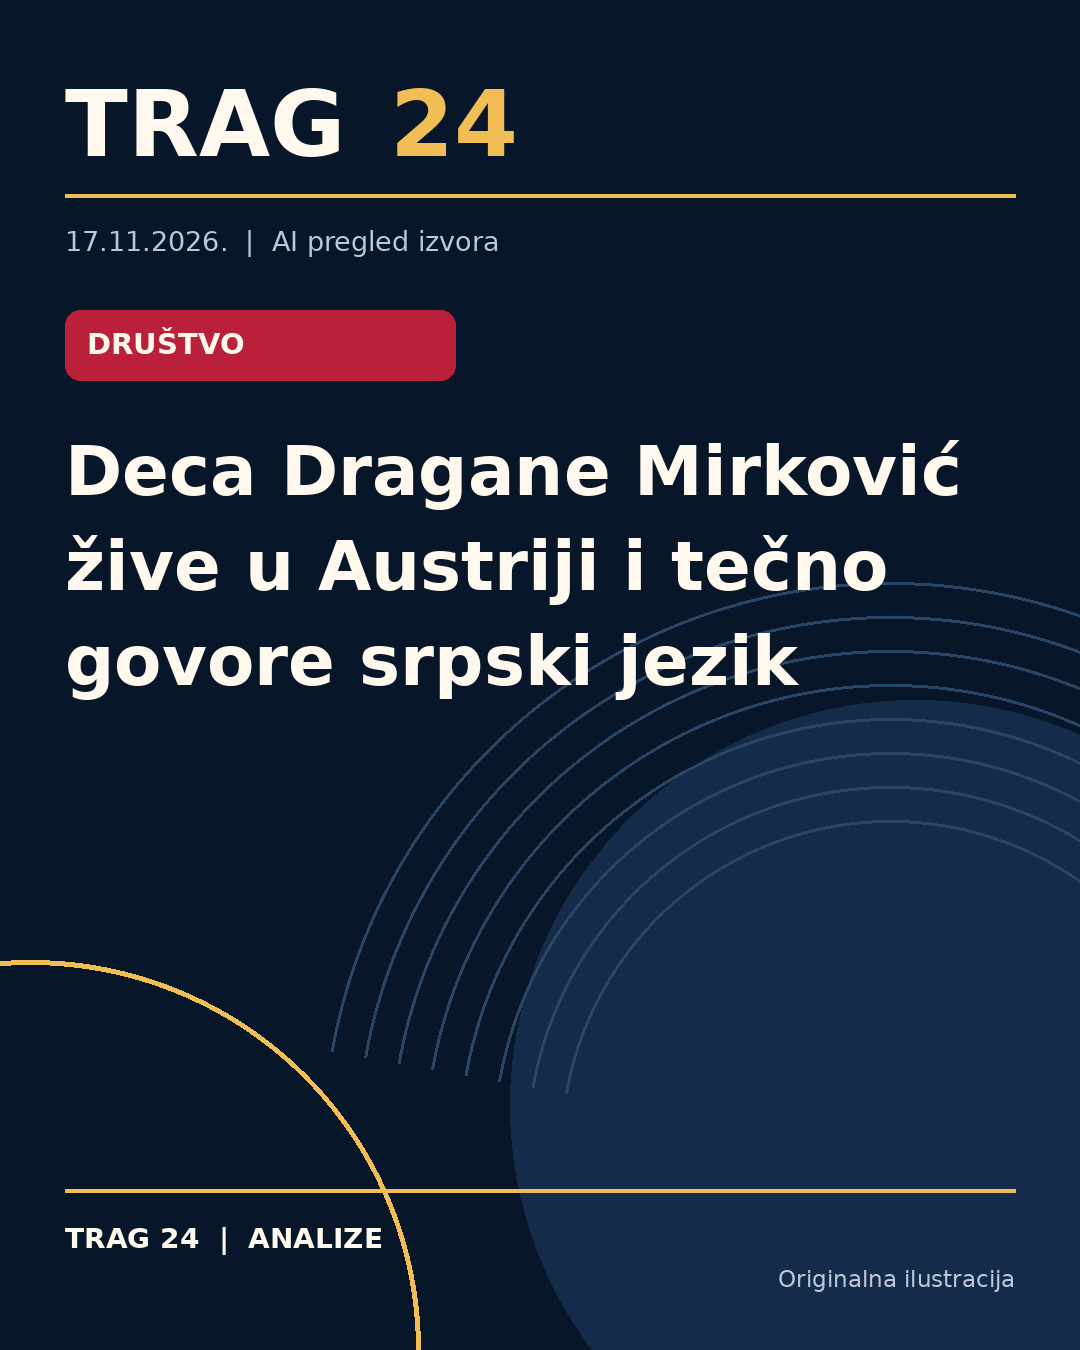 TRAG 24
17.11.2026. | AI pregled izvora
DRUŠTVO
Deca Dragane Mirković
žive u Austriji i tečno
govore srpski jezik
TRAG 24 | ANALIZE
Originalna ilustracija